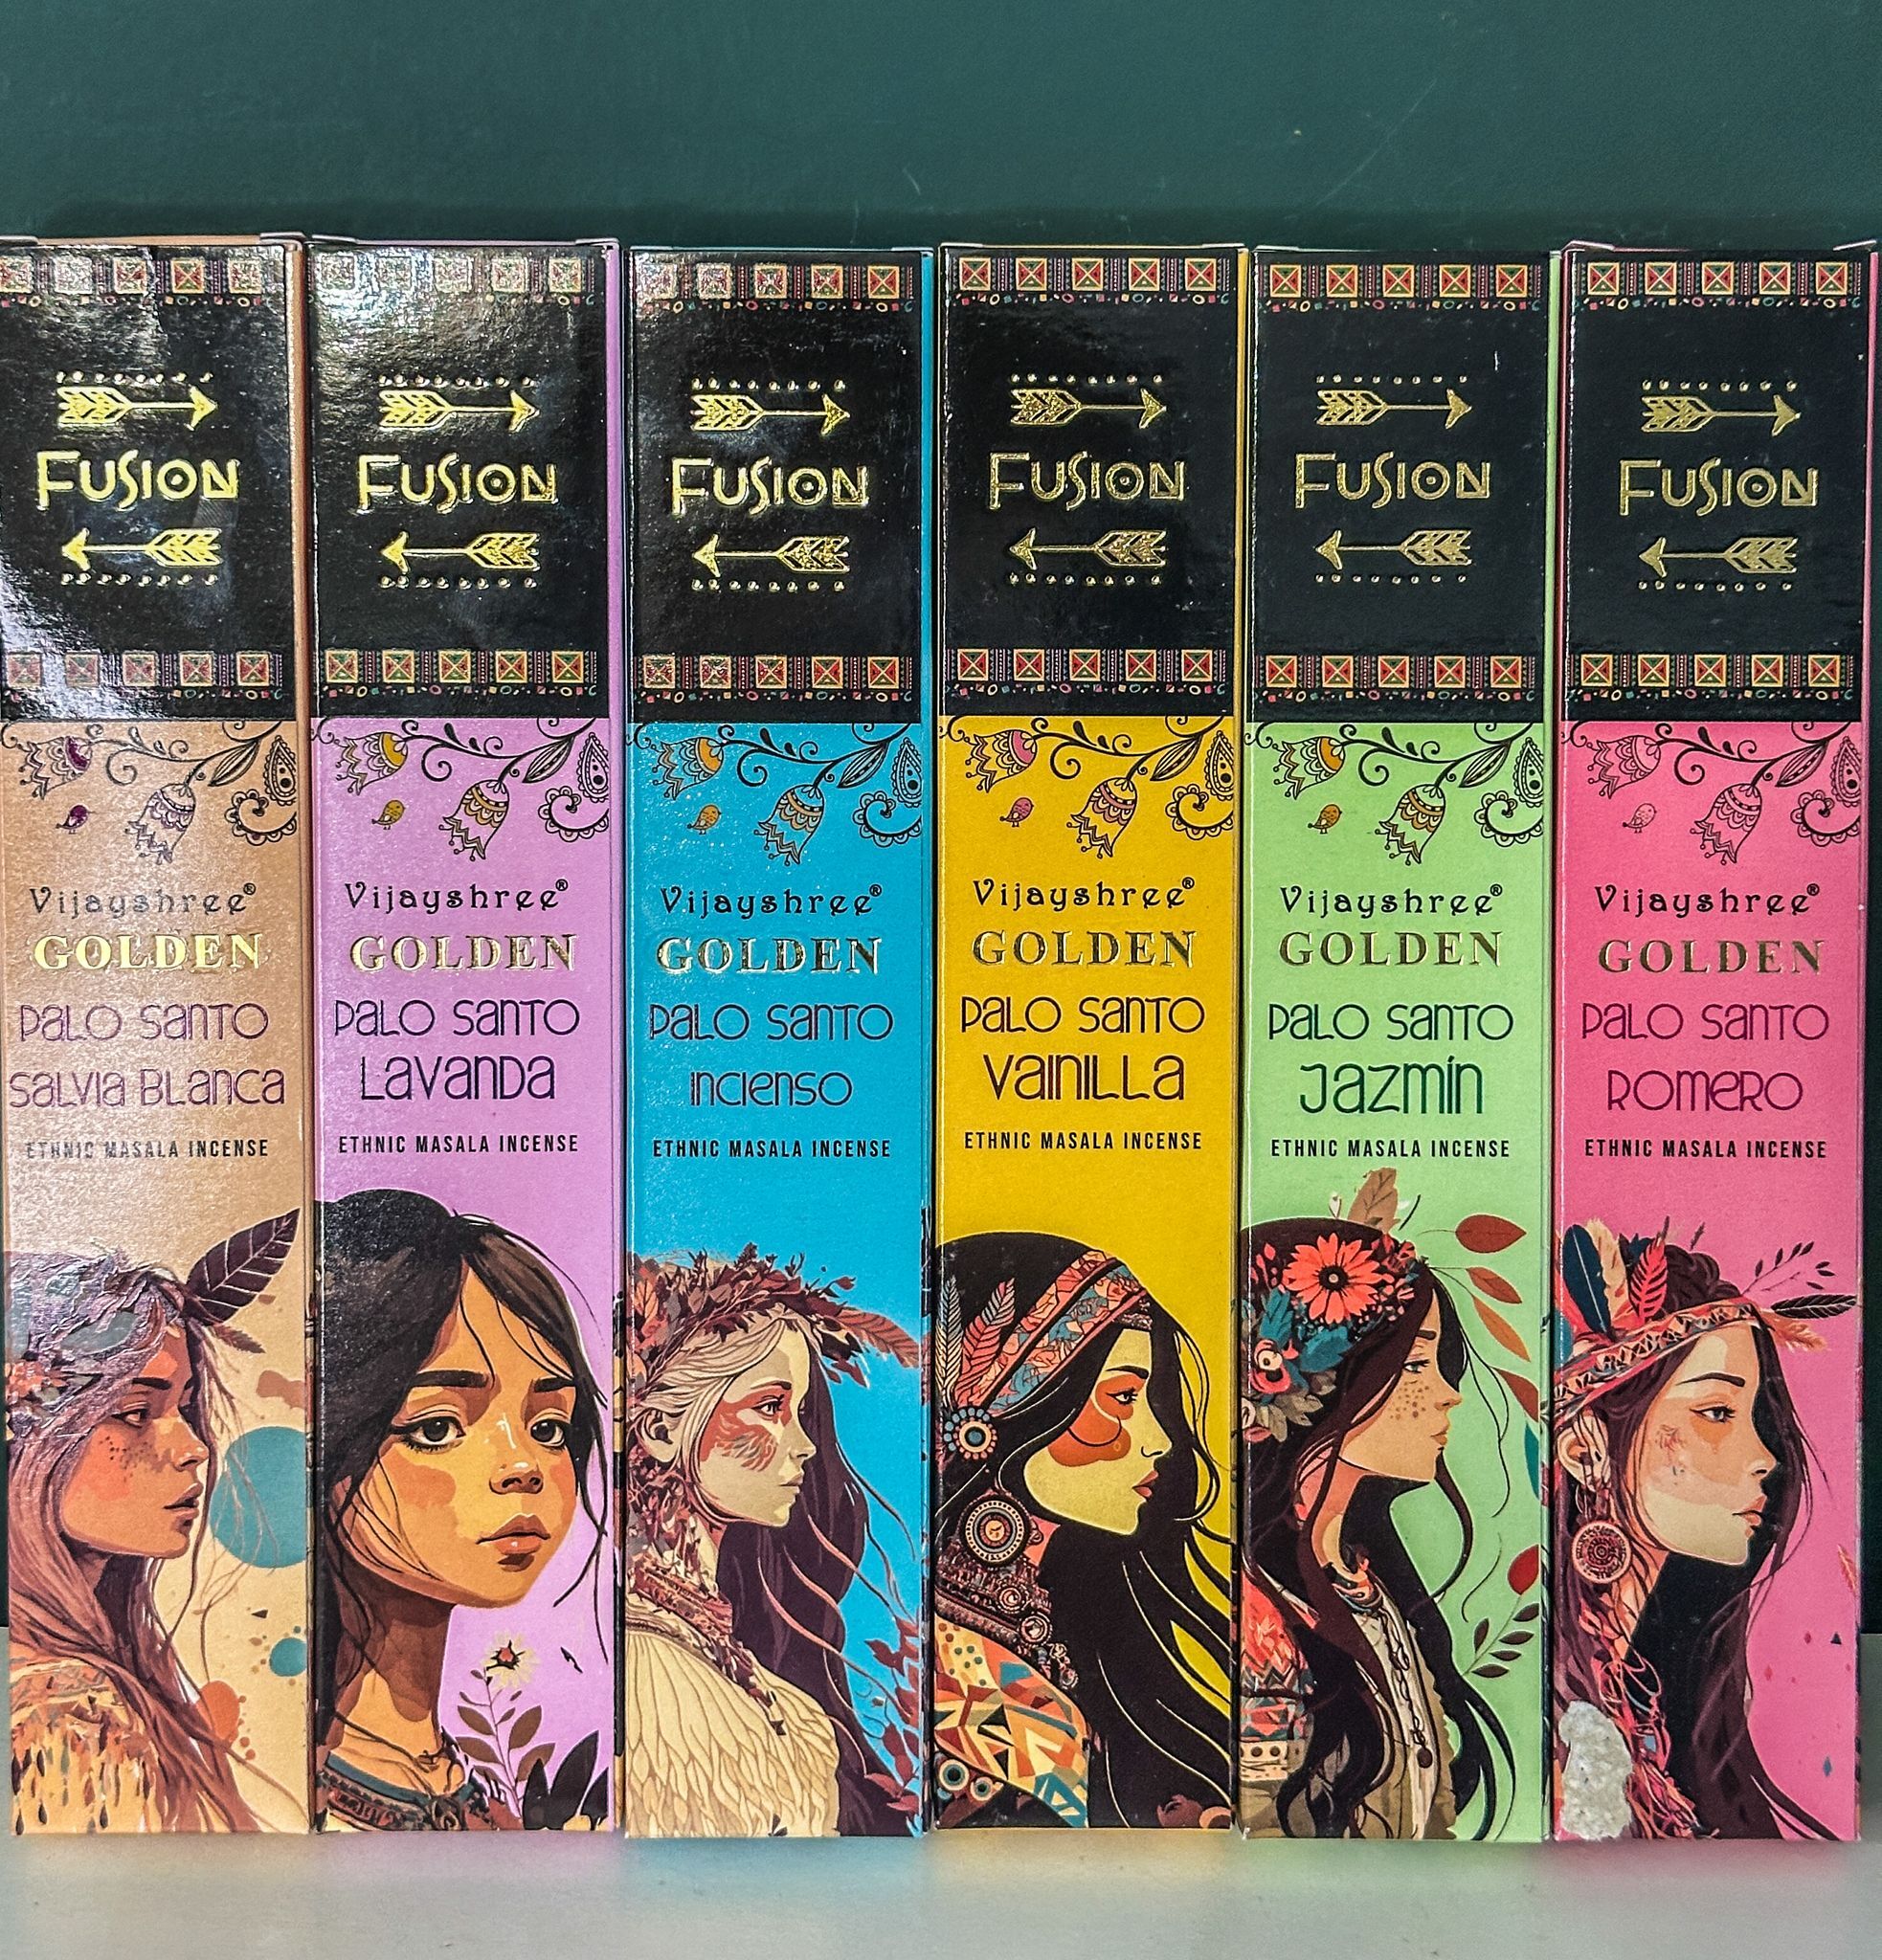 FUSION
Vijayshree®
GOLDEN
PALO SANTO
SALVIA BLANCA
ETHNIC MASALA INCENSE
FUSION
Vijayshree®
GOLDEN
PALO SANTO
LAVANDA
ETHNIC MASALA INCENSE
FUSION
Vijayshree®
GOLDEN
PALO SANTO
INCIENSO
ETHNIC MASALA INCENSE
FUSION
Vijayshree®
GOLDEN
PALO SANTO
VAINILLA
ETHNIC MASALA INCENSE
FUSION
Vijayshree®
GOLDEN
PALO SANTO
JAZMÍN
ETHNIC MASALA INCENSE
FUSION
Vijayshree®
GOLDEN
PALO SANTO
ROMERO
ETHNIC MASALA INCENSE